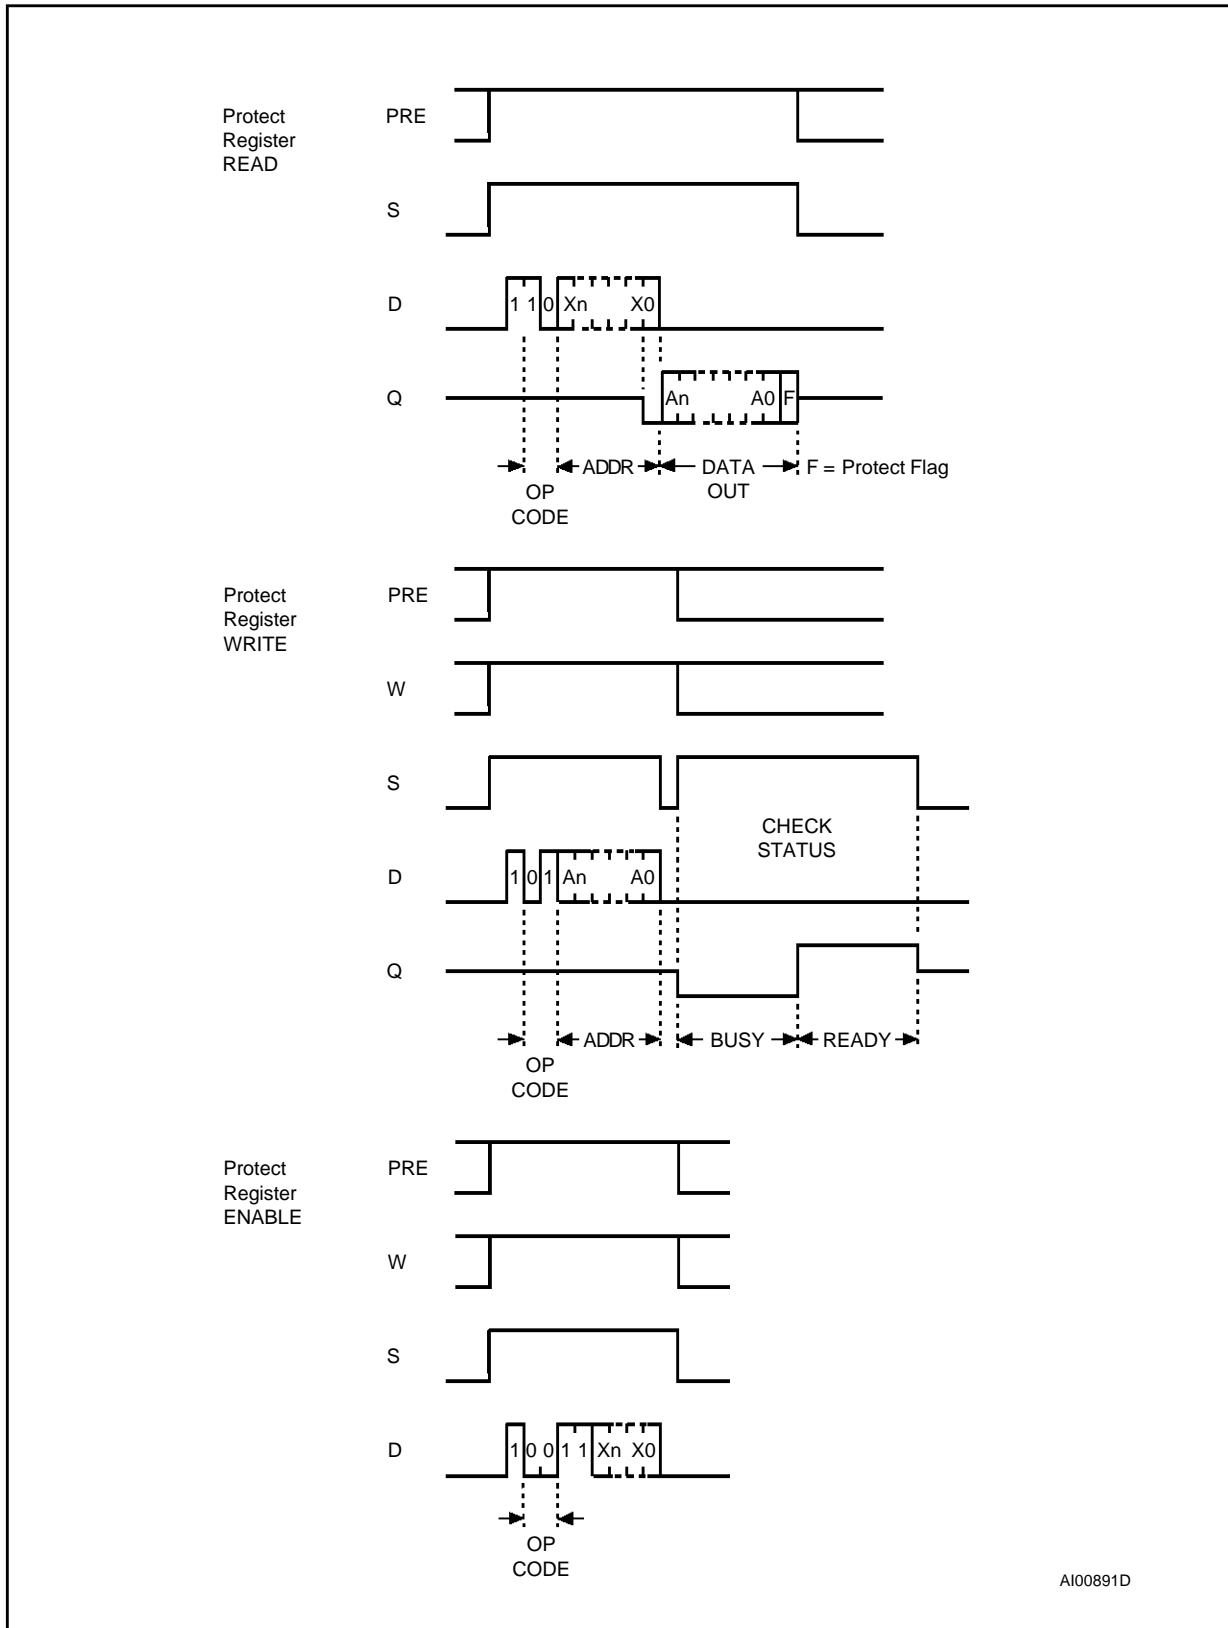 Protect
Register
READ
PRE
S
D
1 1 0 Xn X0
Q
An A0 F
ADDR
DATA
OUT
F = Protect Flag
OP
CODE
Protect
Register
WRITE
PRE
W
S
CHECK
STATUS
D
1 0 1 An A0
Q
ADDR
BUSY
READY
OP
CODE
Protect
Register
ENABLE
PRE
W
S
D
1 0 0 1 1 Xn X0
OP
CODE
AI00891D